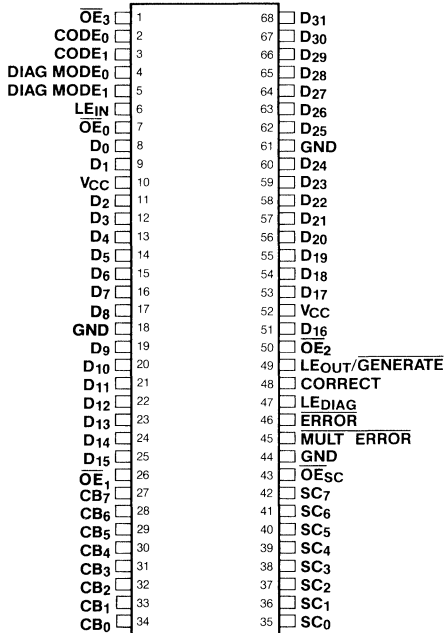 OE₃ 1 68 D₃₁
CODE₀ 2 67 D₃₀
CODE₁ 3 66 D₂₉
DIAG MODE₀ 4 65 D₂₈
DIAG MODE₁ 5 64 D₂₇
LE_IN 6 63 D₂₆
OE₀ 7 62 D₂₅
D₀ 8 61 GND
D₁ 9 60 D₂₄
V_CC 10 59 D₂₃
D₂ 11 58 D₂₂
D₃ 12 57 D₂₁
D₄ 13 56 D₂₀
D₅ 14 55 D₁₉
D₆ 15 54 D₁₈
D₇ 16 53 D₁₇
D₈ 17 52 V_CC
GND 18 51 D₁₆
D₉ 19 50 OE₂
D₁₀ 20 49 LE_OUT/GENERATE
D₁₁ 21 48 CORRECT
D₁₂ 22 47 LE_DIAG
D₁₃ 23 46 ERROR
D₁₄ 24 45 MULT ERROR
D₁₅ 25 44 GND
OE₁ 26 43 OE_SC
CB₇ 27 42 SC₇
CB₆ 28 41 SC₆
CB₅ 29 40 SC₅
CB₄ 30 39 SC₄
CB₃ 31 38 SC₃
CB₂ 32 37 SC₂
CB₁ 33 36 SC₁
CB₀ 34 35 SC₀